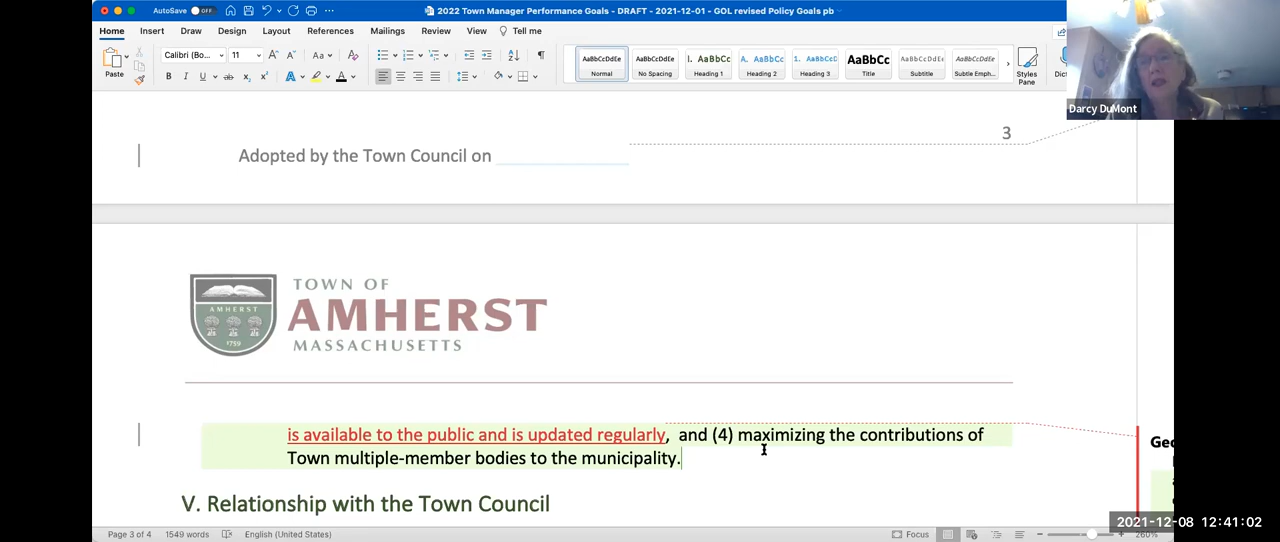 AutoSave OFF
2022 Town Manager Performance Goals - DRAFT - 2021-12-01 - GOL revised Policy Goals pb
Home Insert Draw Design Layout References Mailings Review View Tell me
Calibri (Bo... 11
Paste
AaBbCcDdEe AaBbCcDdEe I. AaBbCc A. AaBbCc 1. AaBbCc AaBbCc AaBbCcDdEe AaBbCcDdEe
Normal No Spacing Heading 1 Heading 2 Heading 3 Title Subtitle Subtle Emph...
Styles
Pane
Dict
Darcy DuMont
3
Adopted by the Town Council on
TOWN OF
AMHERST
MASSACHUSETTS
AMHERST
1759
is available to the public and is updated regularly, and (4) maximizing the contributions of
Town multiple-member bodies to the municipality.
V. Relationship with the Town Council
Page 3 of 4 1549 words English (United States) Focus 260%
2021-12-08 12:41:02